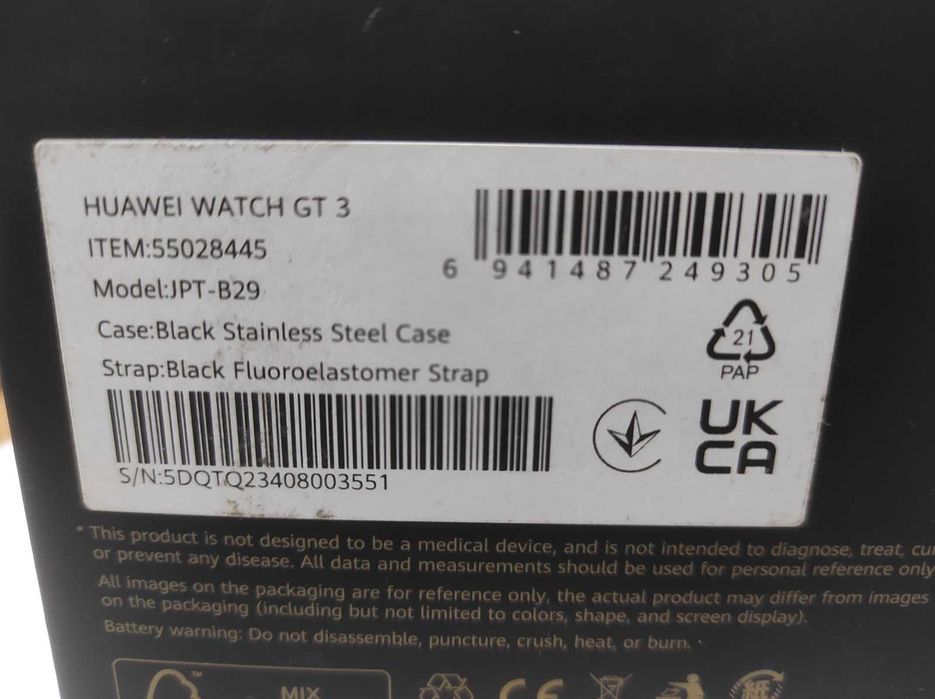 HUAWEI WATCH GT 3
ITEM:55028445
Model:JPT-B29
Case:Black Stainless Steel Case
Strap:Black Fluoroelastomer Strap
S/N:5DQTQ23408003551
6 941487 249305
21
PAP
UK
CA
* This product is not designed to be a medical device, and is not intended to diagnose, treat, cu
or prevent any disease. All data and measurements should be used for personal reference only
All images on the packaging are for reference only, the actual product may differ from images
on the packaging (including but not limited to colors, shape, and screen display).
Battery warning: Do not disassemble, puncture, crush, heat, or burn.
TM
MIX
CE